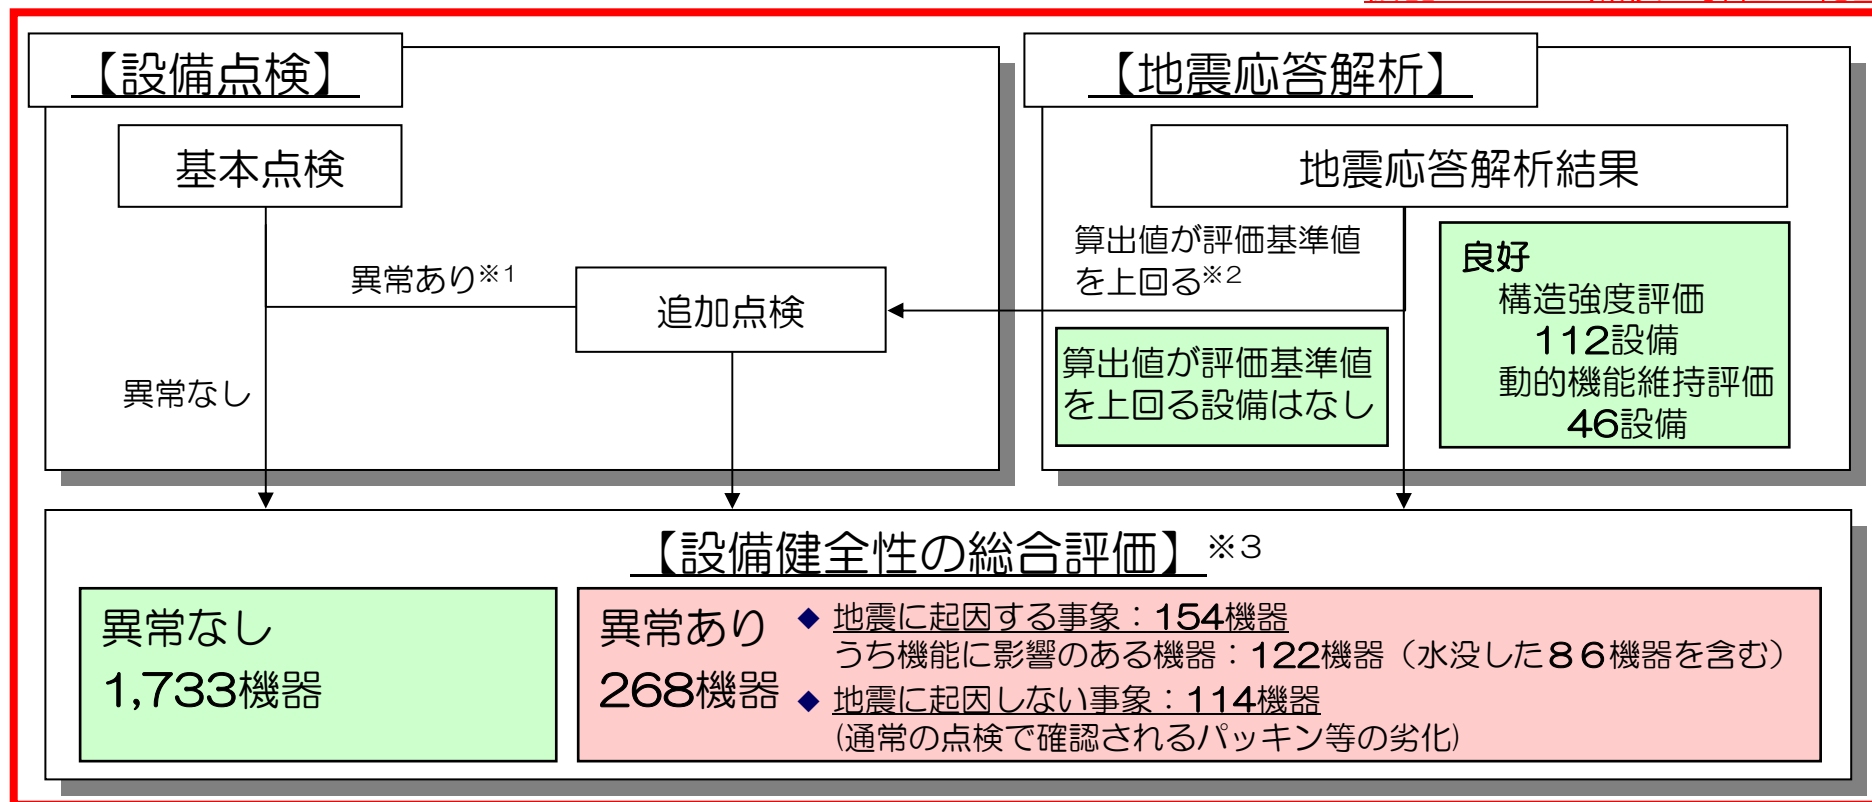 【設備点検】
基本点検
異常あり※1
追加点検
異常なし
【地震応答解析】
地震応答解析結果
算出値が評価基準値
を上回る※2
算出値が評価基準値
を上回る設備はなし
良好
構造強度評価
112設備
動的機能維持評価
46設備
【設備健全性の総合評価】※3
異常なし
1,733機器
異常あり
268機器
◆ 地震に起因する事象：154機器
うち機能に影響のある機器：122機器（水没した８６機器を含む）
◆ 地震に起因しない事象：114機器
(通常の点検で確認されるパッキン等の劣化)